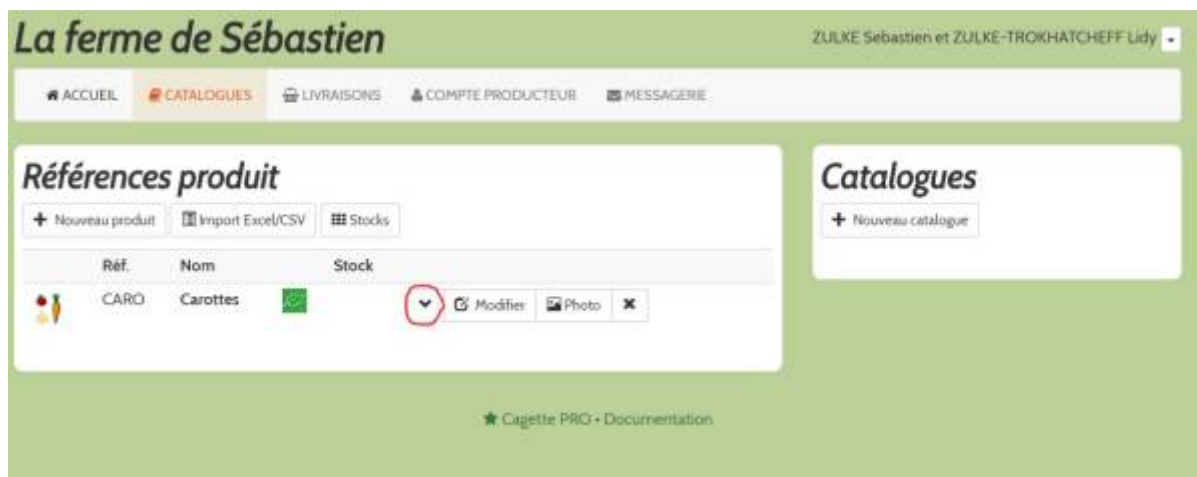 La ferme de Sébastien
ZULKE Sebastien et ZULKE-TROKHATCHEFF Lidy
ACCUEIL CATALOGUES LIVRAISONS COMPTE PRODUCTEUR MESSAGERIE
Références produit
Nouveau produit Import Excel/CSV Stocks
Réf. Nom Stock
CARO Carottes Modifier Photo
Catalogues
Nouveau catalogue
Cagette PRO • Documentation